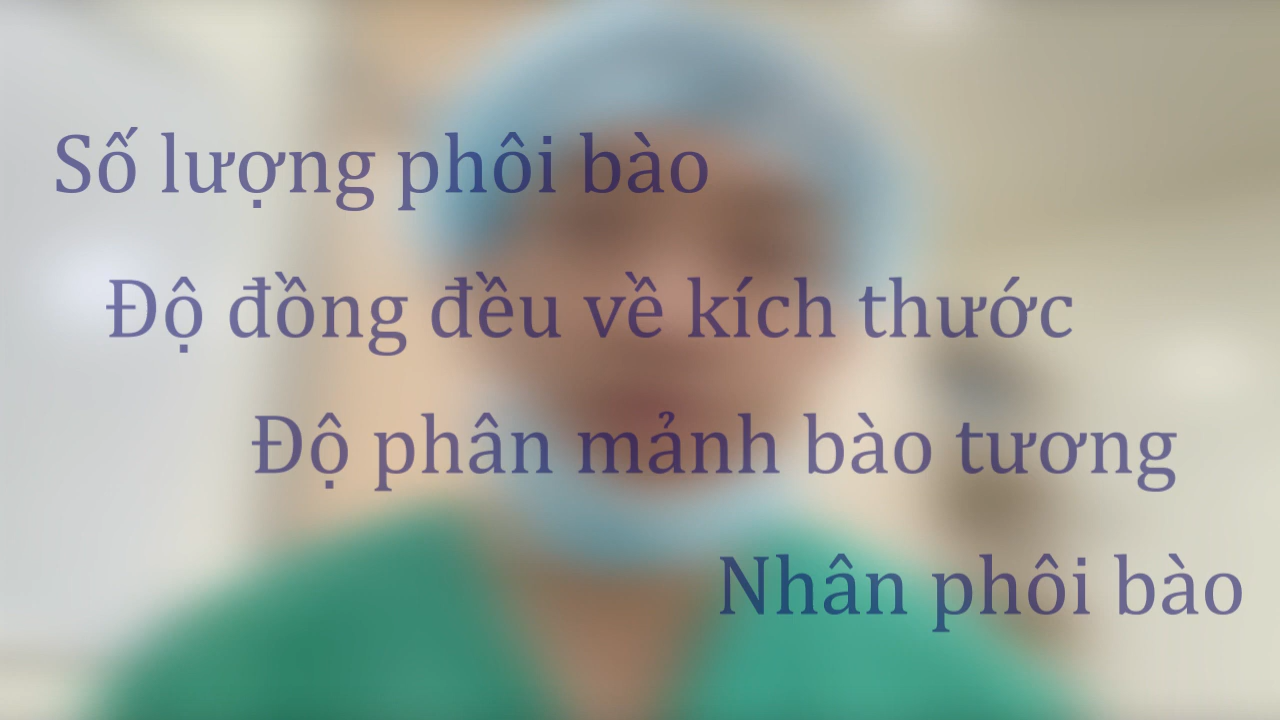 Số lượng phôi bào
Độ đồng đều về kích thước
Độ phân mảnh bào tương
Nhân phôi bào